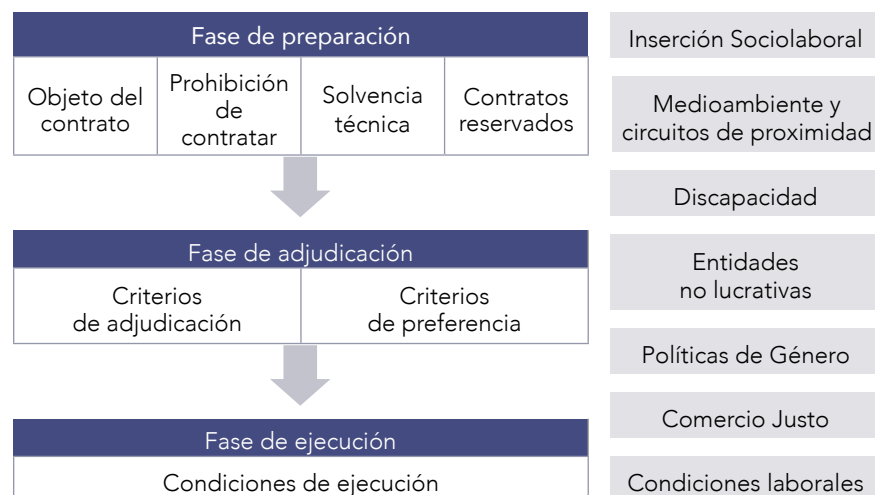 Fase de preparación
Objeto del
contrato
Prohibición
de
contratar
Solvencia
técnica
Contratos
reservados
Fase de adjudicación
Criterios
de adjudicación
Criterios
de preferencia
Fase de ejecución
Condiciones de ejecución
Inserción Sociolaboral
Medioambiente y
circuitos de proximidad
Discapacidad
Entidades
no lucrativas
Políticas de Género
Comercio Justo
Condiciones laborales